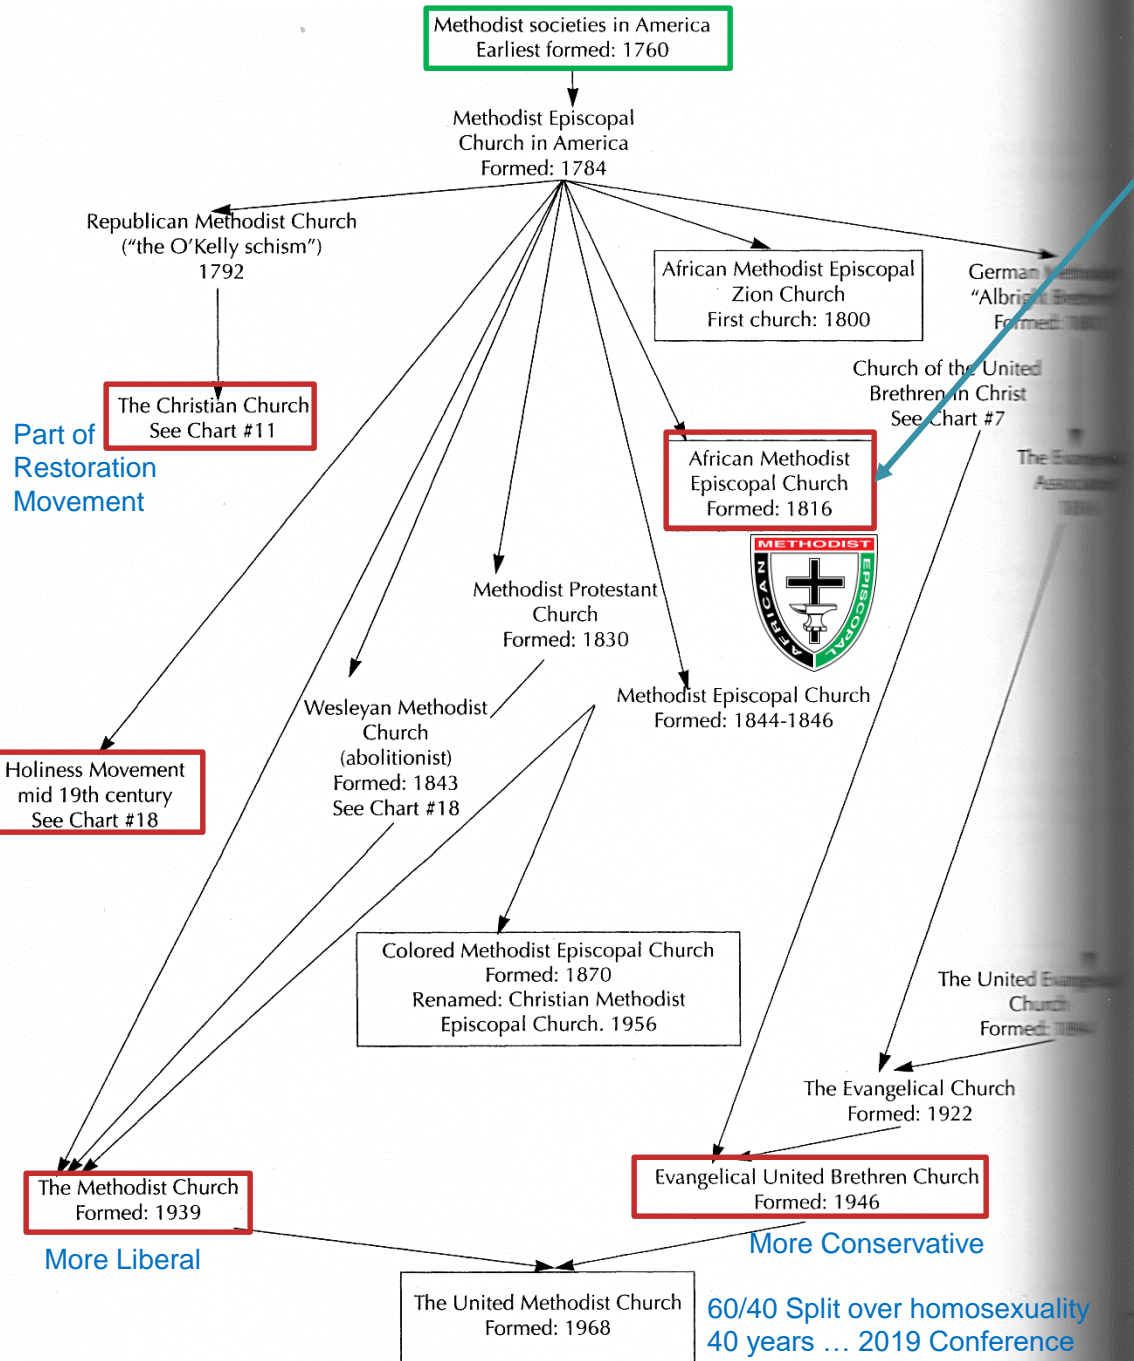 Methodist societies in America
Earliest formed: 1760
Methodist Episcopal
Church in America
Formed: 1784
Republican Methodist Church
("the O'Kelly schism")
1792
African Methodist Episcopal
Zion Church
First church: 1800
German
"Albright
Formed:
The Christian Church
See Chart #11
Part of
Restoration
Movement
Church of the United
Brethren in Christ
See Chart #7
African Methodist
Episcopal Church
Formed: 1816
The
METHODIST
AFRICAN
EPISCOPAL
Methodist Protestant
Church
Formed: 1830
Methodist Episcopal Church
Formed: 1844-1846
Wesleyan Methodist
Church
(abolitionist)
Formed: 1843
See Chart #18
Holiness Movement
mid 19th century
See Chart #18
Colored Methodist Episcopal Church
Formed: 1870
Renamed: Christian Methodist
Episcopal Church. 1956
The United
Church
Formed:
The Evangelical Church
Formed: 1922
The Methodist Church
Formed: 1939
More Liberal
Evangelical United Brethren Church
Formed: 1946
More Conservative
The United Methodist Church
Formed: 1968
60/40 Split over homosexuality
40 years … 2019 Conference